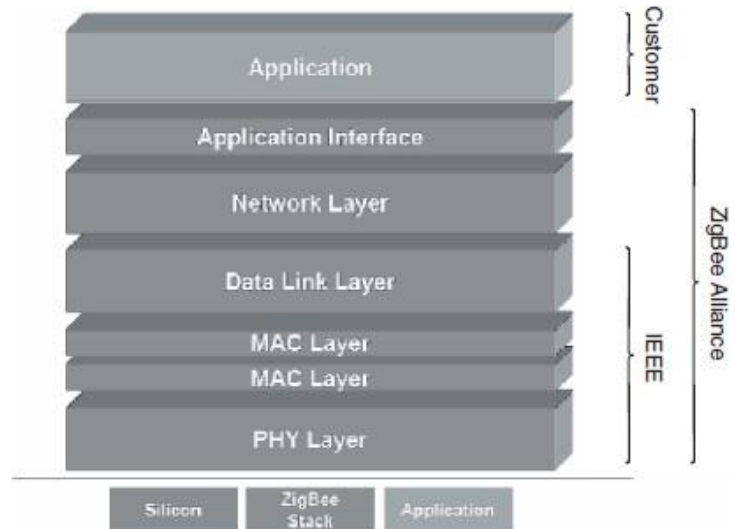 Application
Application Interface
Network Layer
Data Link Layer
MAC Layer
MAC Layer
PHY Layer
Customer
IEEE
ZigBee Alliance
Silicon
ZigBee
Stack
Application